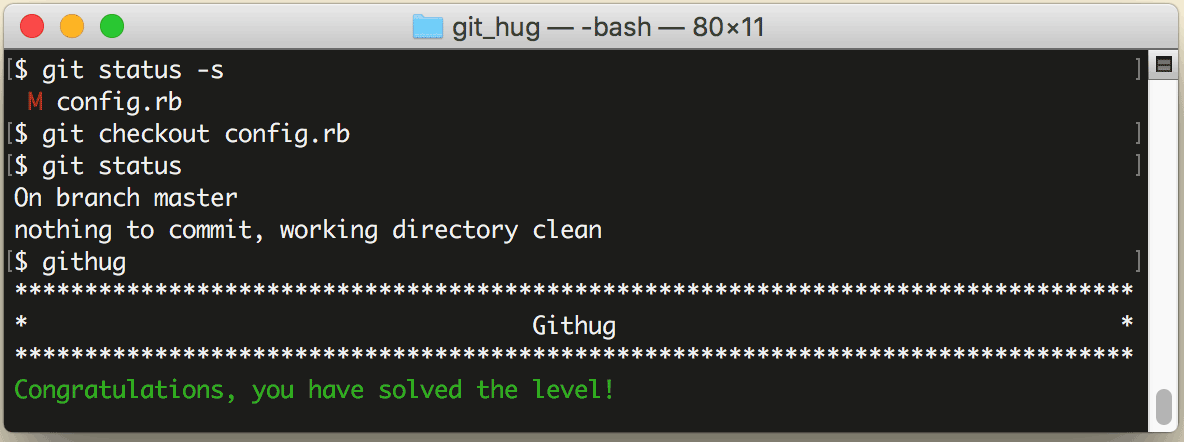 git_hug — -bash — 80×11
[$ git status -s ]
 M config.rb
[$ git checkout config.rb ]
[$ git status ]
On branch master
nothing to commit, working directory clean
[$ githug ]
********************************************************************************
*                                    Githug                                    *
********************************************************************************
Congratulations, you have solved the level!